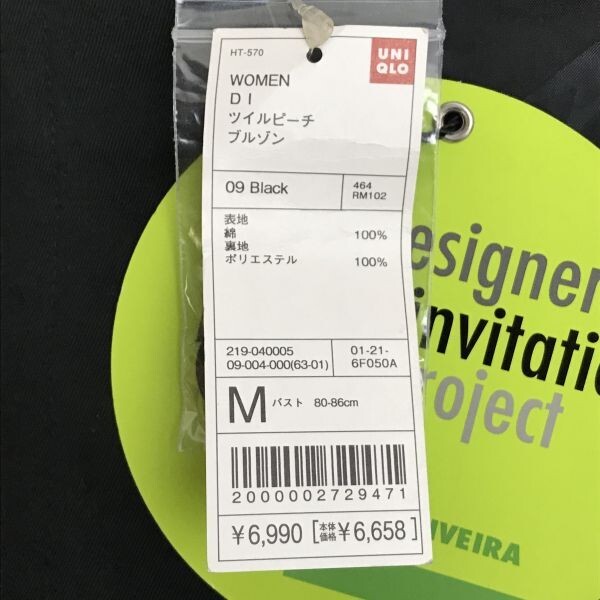 HT-570
UNI
QLO
WOMEN
DI
ツイルピーチ
ブルゾン
09 Black
464
RM102
表地
綿 100%
裏地
ポリエステル 100%
219-040005
09-004-000(63-01)
01-21-
6F050A
M バスト 80-86cm
2000002729471
¥6,990 [本体価格 ¥6,658]
esigner
invitatio
roject
IVEIRA